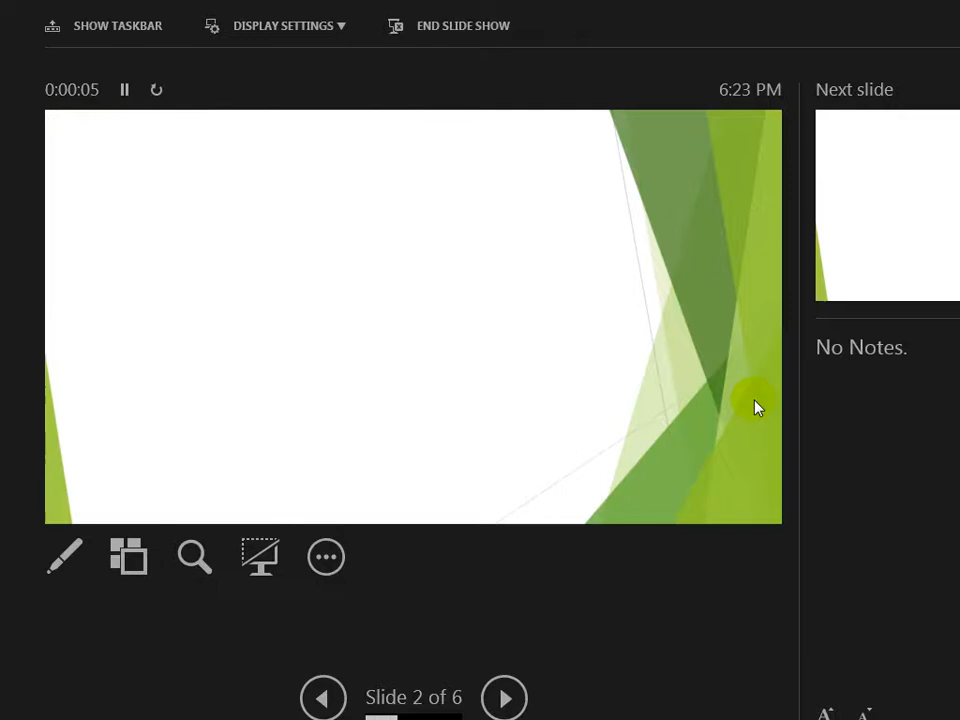 SHOW TASKBAR DISPLAY SETTINGS ▼ END SLIDE SHOW
0:00:05 6:23 PM Next slide
No Notes.
Slide 2 of 6
A A